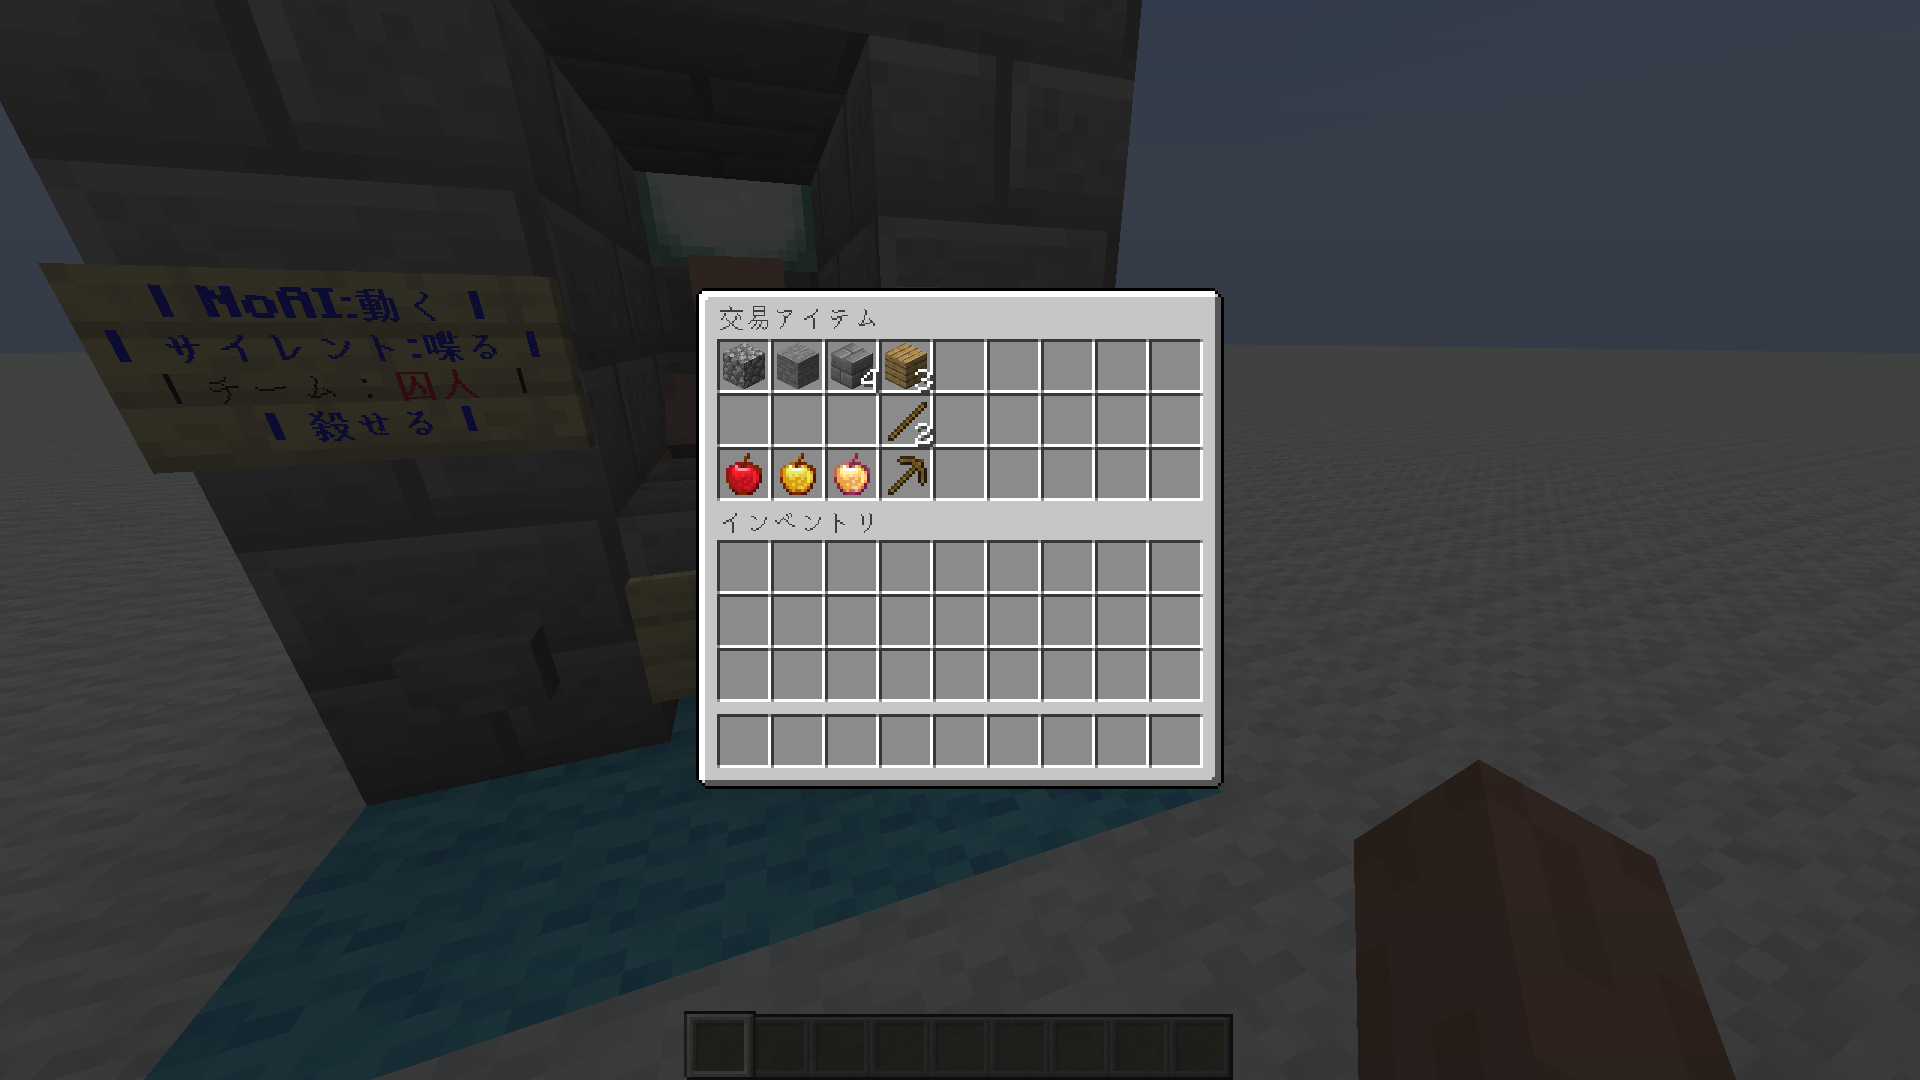 | NoAI:動く |
| サイレント:喋る |
| チーム : 囚人 |
| 殺せる |
交易アイテム
4
3
2
インベントリ